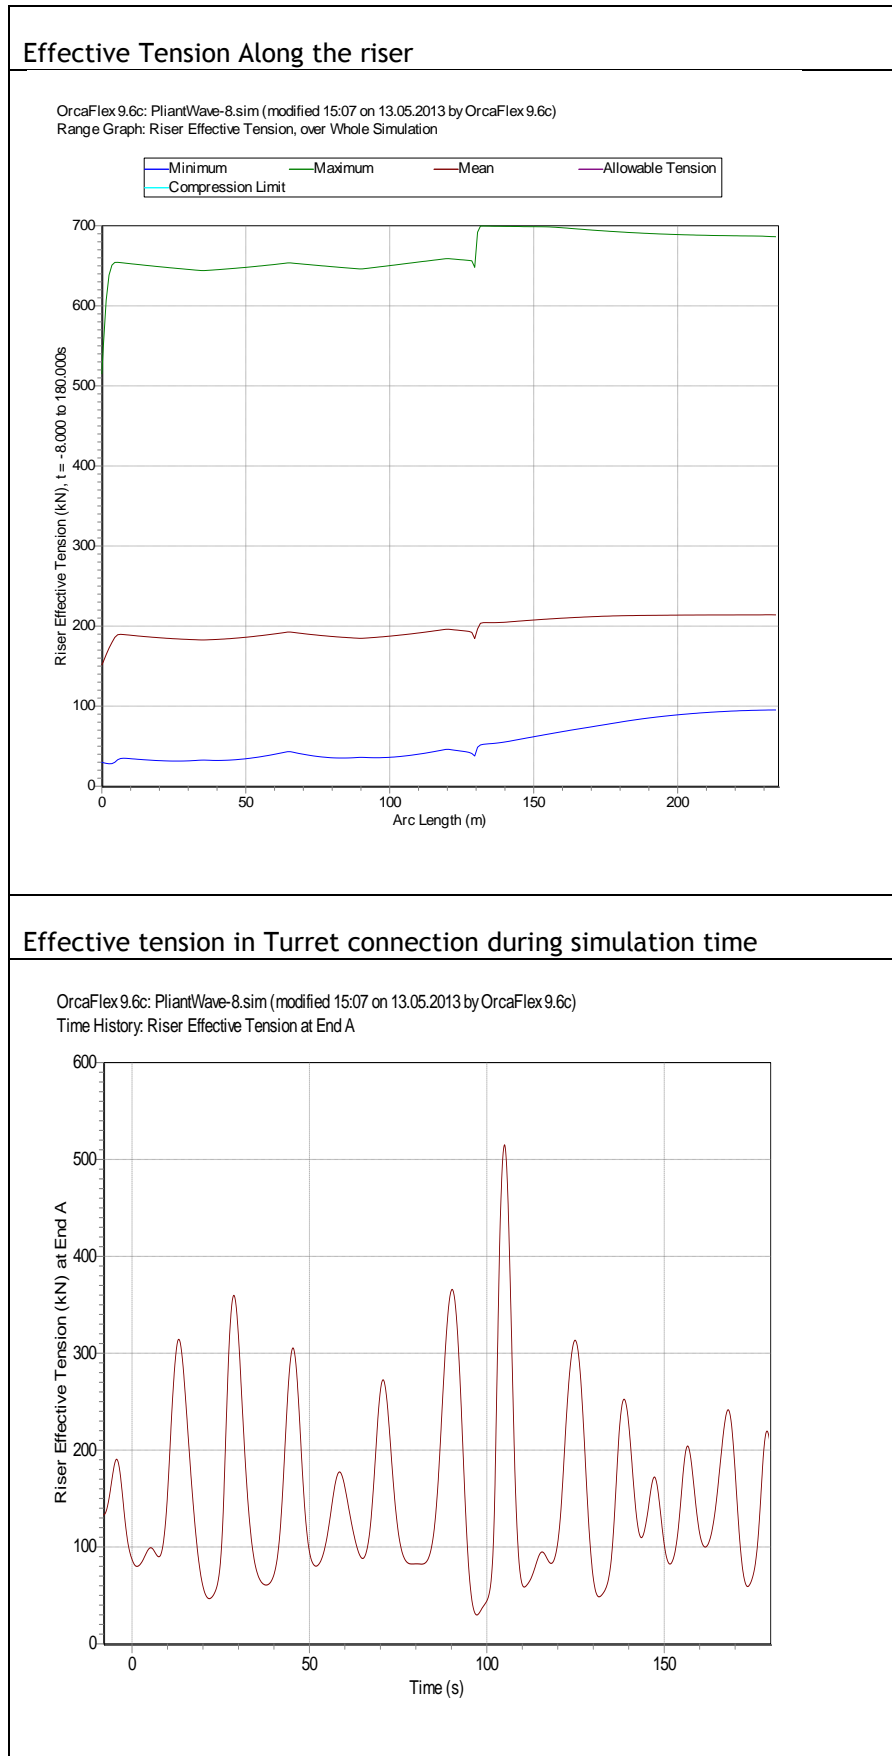 Effective Tension Along the riser
OrcaFlex 9.6c: PliantWave-8.sim (modified 15:07 on 13.05.2013 by OrcaFlex 9.6c)
Range Graph: Riser Effective Tension, over Whole Simulation
Minimum Maximum Mean Allowable Tension
Compression Limit
Riser Effective Tension (kN), t = -8.000 to 180.000s
700
600
500
400
300
200
100
0
0 50 100 150 200
Arc Length (m)
Effective tension in Turret connection during simulation time
OrcaFlex 9.6c: PliantWave-8.sim (modified 15:07 on 13.05.2013 by OrcaFlex 9.6c)
Time History: Riser Effective Tension at End A
Riser Effective Tension (kN) at End A
600
500
400
300
200
100
0
0 50 100 150
Time (s)